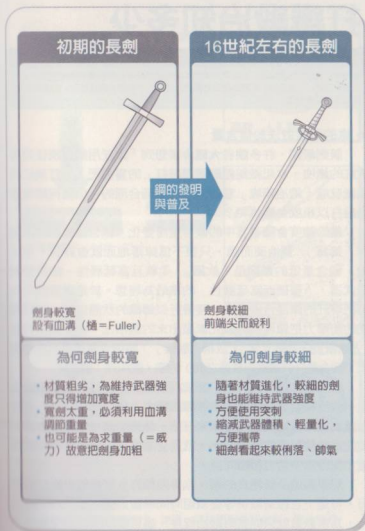 初期的長劍
16世紀左右的長劍
鋼的發明
與普及
劍身較寬
設有血溝（樋＝Fuller）
劍身較細
前端尖而銳利
為何劍身較寬
・材質粗劣，為維持武器強
度只得增加寬度
・寬劍太重，必須利用血溝
調節重量
・也可能是為求重量（＝威
力）故意把劍身加粗
為何劍身較細
・隨著材質進化，較細的劍
身也能維持武器強度
・方便使用突刺
・縮減武器體積、輕量化，
方便攜帶
・細劍看起來較俐落、帥氣